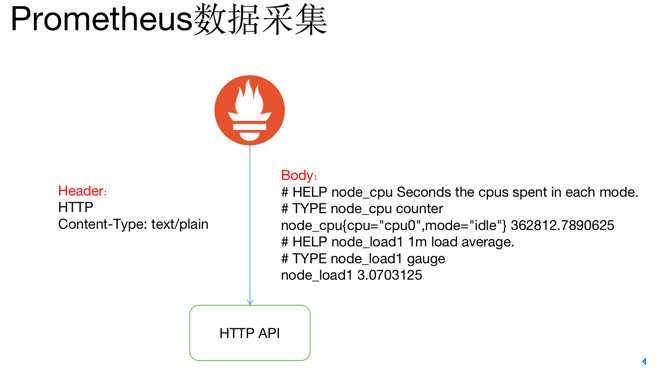 Prometheus数据采集
Header:
HTTP
Content-Type: text/plain
Body:
# HELP node_cpu Seconds the cpus spent in each mode.
# TYPE node_cpu counter
node_cpu{cpu="cpu0",mode="idle"} 362812.7890625
# HELP node_load1 1m load average.
# TYPE node_load1 gauge
node_load1 3.0703125
HTTP API